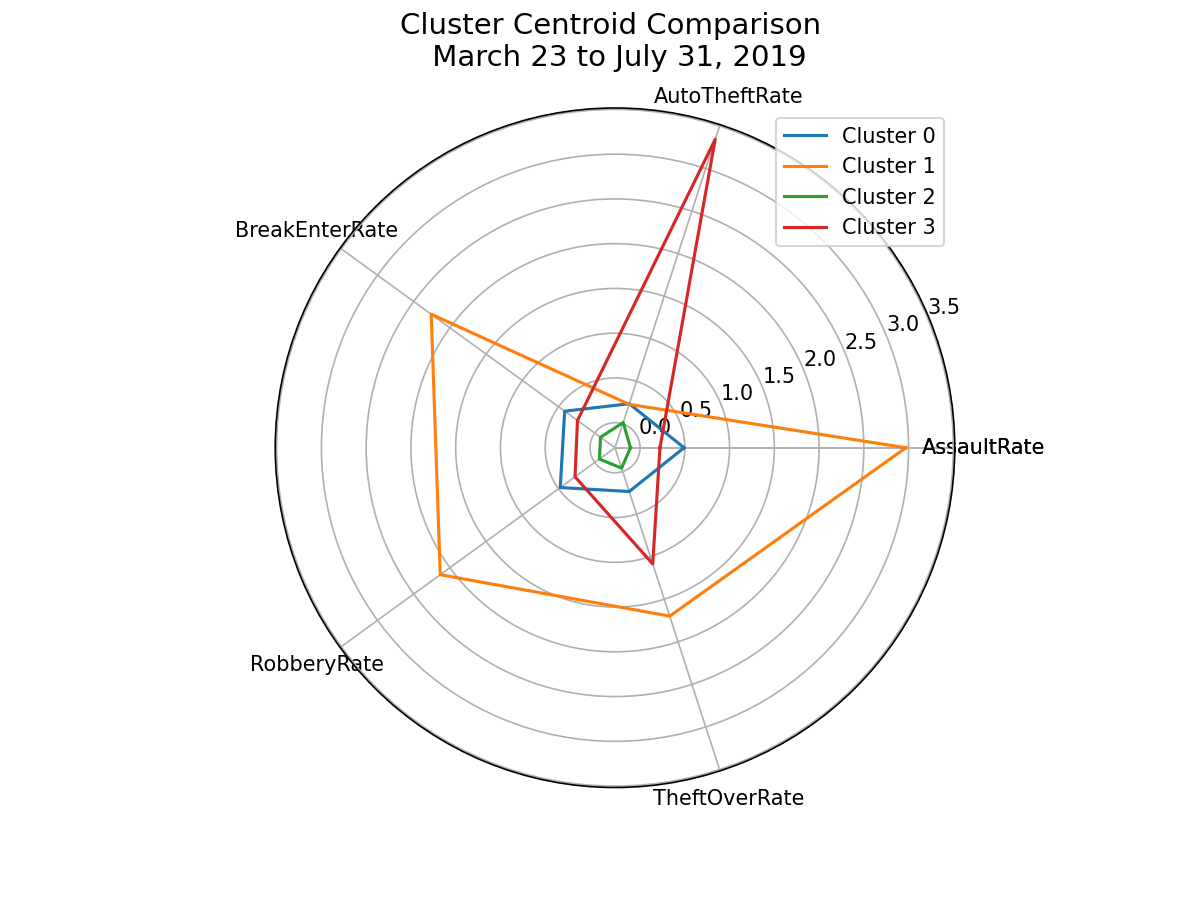 Cluster Centroid Comparison
March 23 to July 31, 2019
AutoTheftRate
Cluster 0
Cluster 1
Cluster 2
Cluster 3
BreakEnterRate
3.5
3.0
2.5
2.0
1.5
1.0
0.5
0.0
AssaultRate
RobberyRate
TheftOverRate